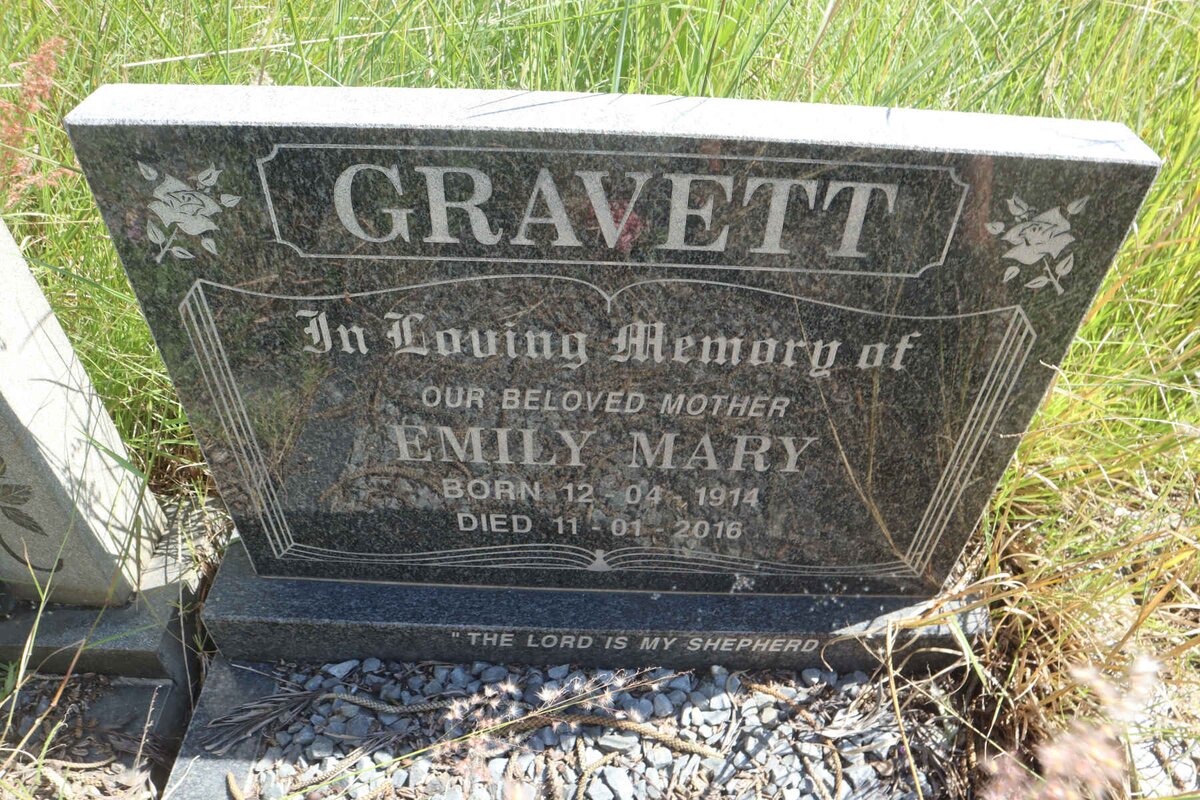 GRAVETT
In Loving Memory of
OUR BELOVED MOTHER
EMILY MARY
BORN 12 - 04 - 1914
DIED 11 - 01 - 2016
"THE LORD IS MY SHEPHERD